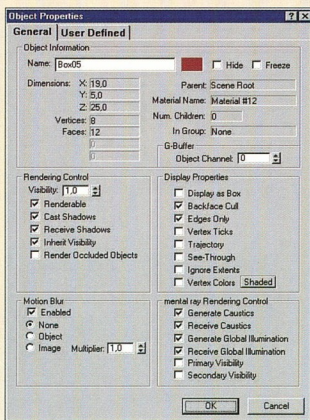 Object Properties
General User Defined
Object Information
Name: Box05
Hide Freeze
Dimensions: X: 19,0
Y: 5,0
Z: 25,0
Vertices: 8
Faces: 12
0
0
Parent: Scene Root
Material Name: Material #12
Num. Children: 0
In Group: None
G-Buffer
Object Channel: 0
Rendering Control
Visibility: 1,0
Renderable
Cast Shadows
Receive Shadows
Inherit Visibility
Render Occluded Objects
Display Properties
Display as Box
Backface Cull
Edges Only
Vertex Ticks
Trajectory
See-Through
Ignore Extents
Vertex Colors Shaded
Motion Blur
Enabled
None
Object
Image Multiplier: 1,0
mental ray Rendering Control
Generate Caustics
Receive Caustics
Generate Global Illumination
Receive Global Illumination
Primary Visibility
Secondary Visibility
OK Cancel